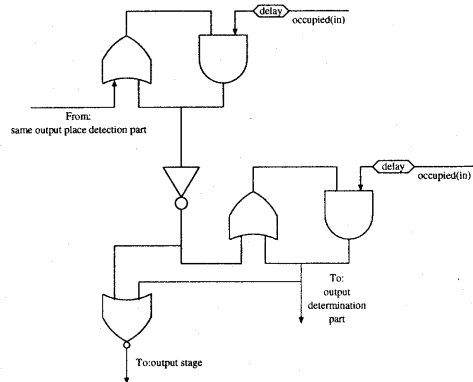 delay
occupied(in)
From:
same output place detection part
delay
occupied(in)
To:
output
determination
part
To:output stage